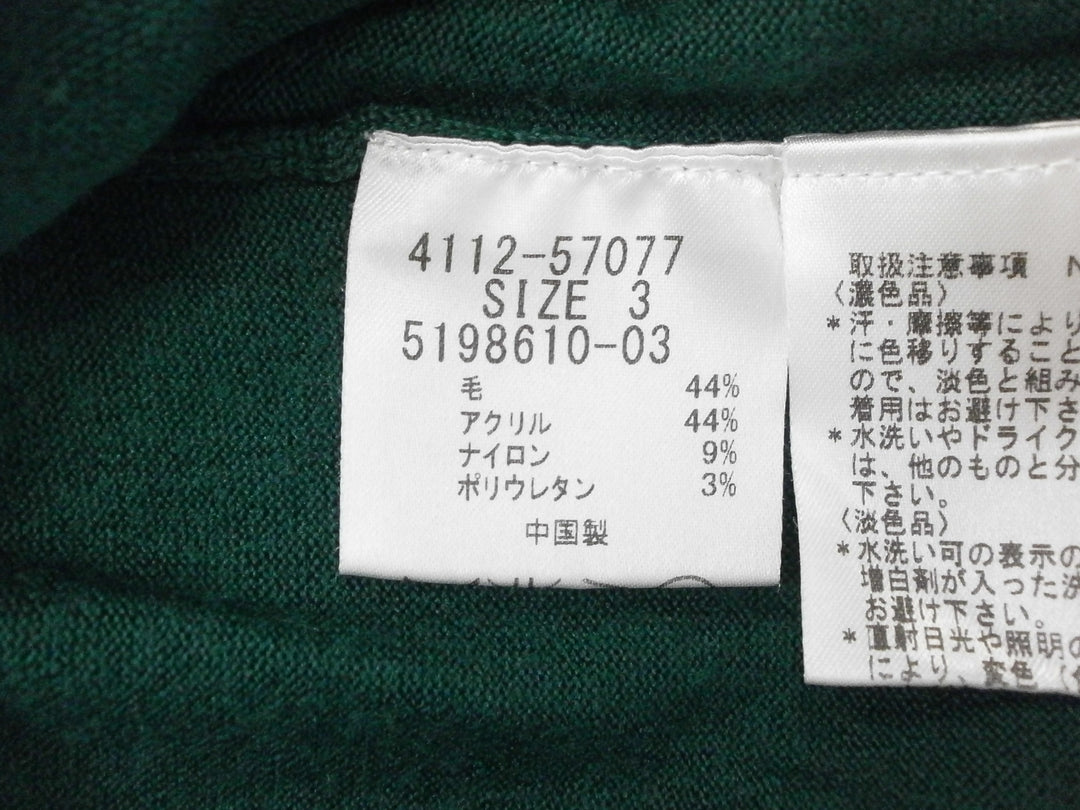 4112-57077
SIZE 3
5198610-03
毛 44%
アクリル 44%
ナイロン 9%
ポリウレタン 3%
中国製
取扱注意事項 N
〈濃色品〉
*汗・摩擦等により
に色移りすること
ので、淡色と組み
着用はお避け下さ
*水洗いやドライク
は、他のものと分
下さい。
〈淡色品〉
*水洗い可の表示の
増白剤が入った洗
お避け下さい。
*直射日光や照明の
により、変色